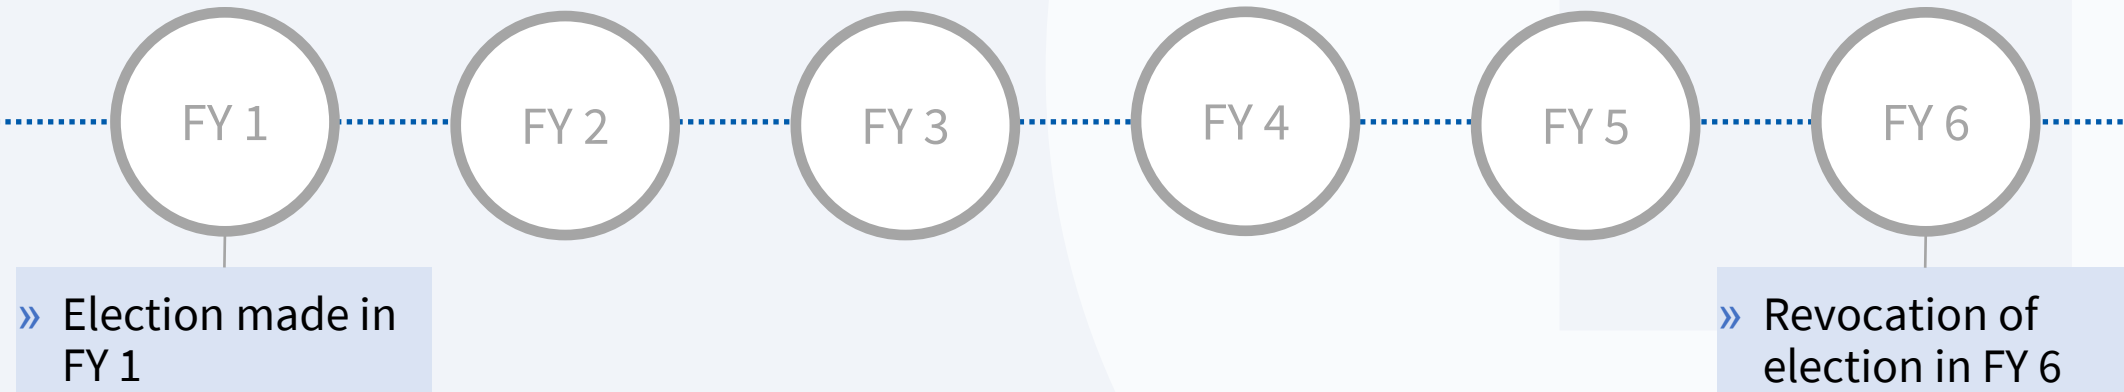 FY 1
FY 2
FY 3
FY 4
FY 5
FY 6
» Election made in
FY 1
» Revocation of
election in FY 6